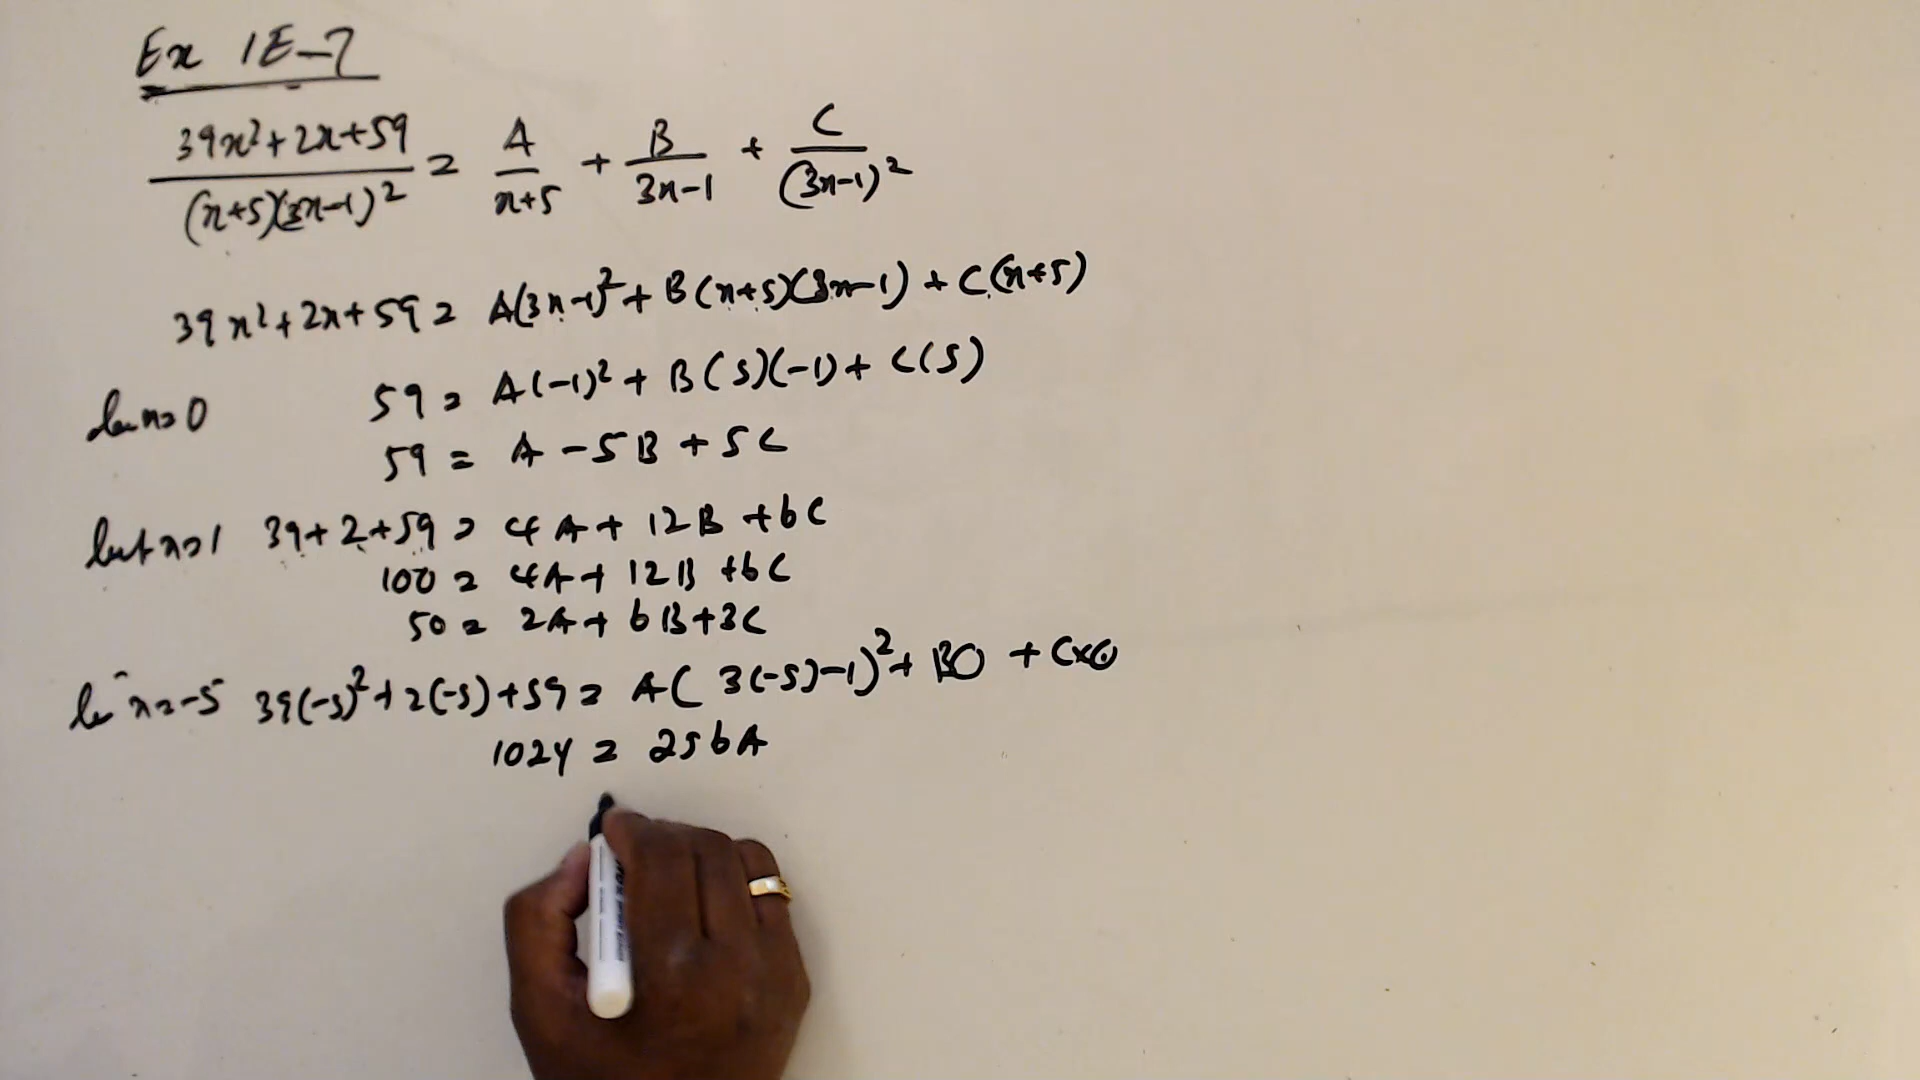 Ex 1E-7
39x²+2x+59 / (x+5)(3x-1)² = A/(x+5) + B/(3x-1) + C/(3x-1)²
39x²+2x+59 = A(3x-1)² + B(x+5)(3x-1) + C(x+5)
let x=0 59 = A(-1)² + B(5)(-1) + C(5)
59 = A - 5B + 5C
let x=1 39+2+59 = 4A + 12B + 6C
100 = 4A + 12B + 6C
50 = 2A + 6B + 3C
let x=-5 39(-5)² + 2(-5) + 59 = A(3(-5)-1)² + B0 + C×0
1024 = 256A